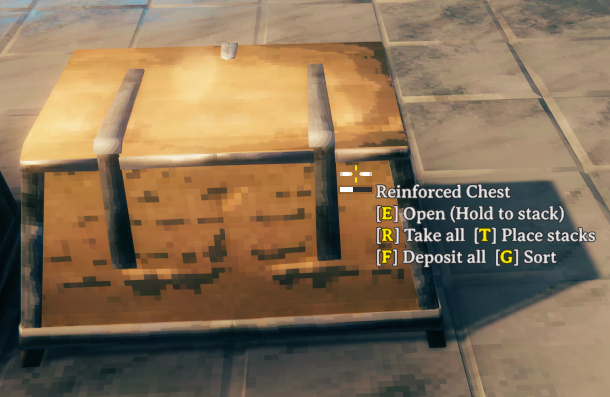 Reinforced Chest
[E] Open (Hold to stack)
[R] Take all [T] Place stacks
[F] Deposit all [G] Sort